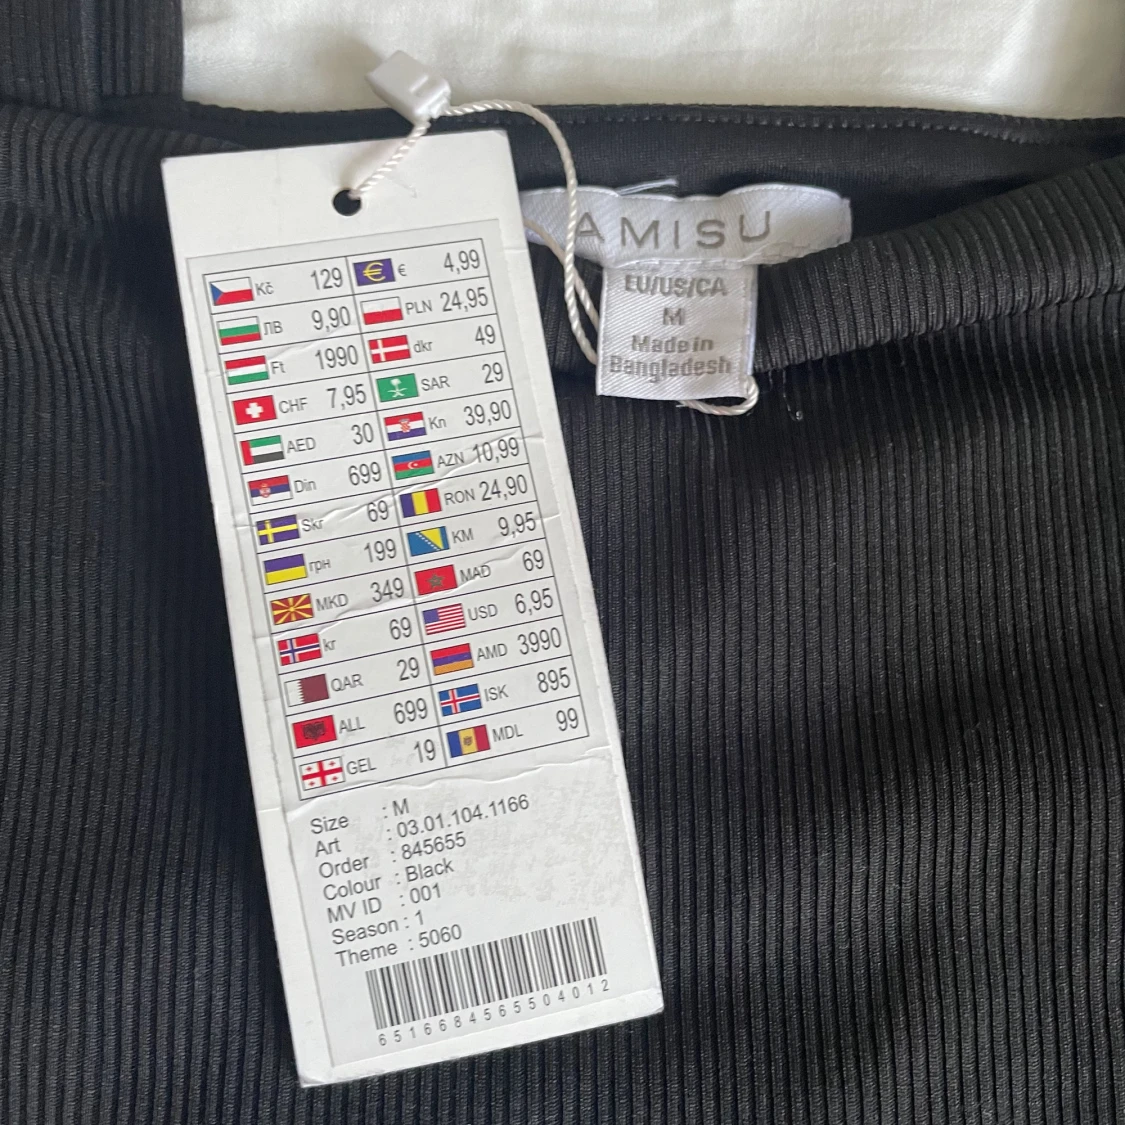 AMISU
EU/US/CA
M
Made in
Bangladesh
Kč 129 € 4,99
ЛВ 9,90 PLN 24,95
Ft 1990 dkr 49
CHF 7,95 SAR 29
AED 30 Kn 39,90
Din 699 AZN 10,99
Skr 69 RON 24,90
грн 199 KM 9,95
MKD 349 MAD 69
kr 69 USD 6,95
QAR 29 AMD 3990
ALL 699 ISK 895
GEL 19 MDL 99
Size : M
Art : 03.01.104.1166
Order : 845655
Colour : Black
MV ID : 001
Season : 1
Theme : 5060
6516684565504012